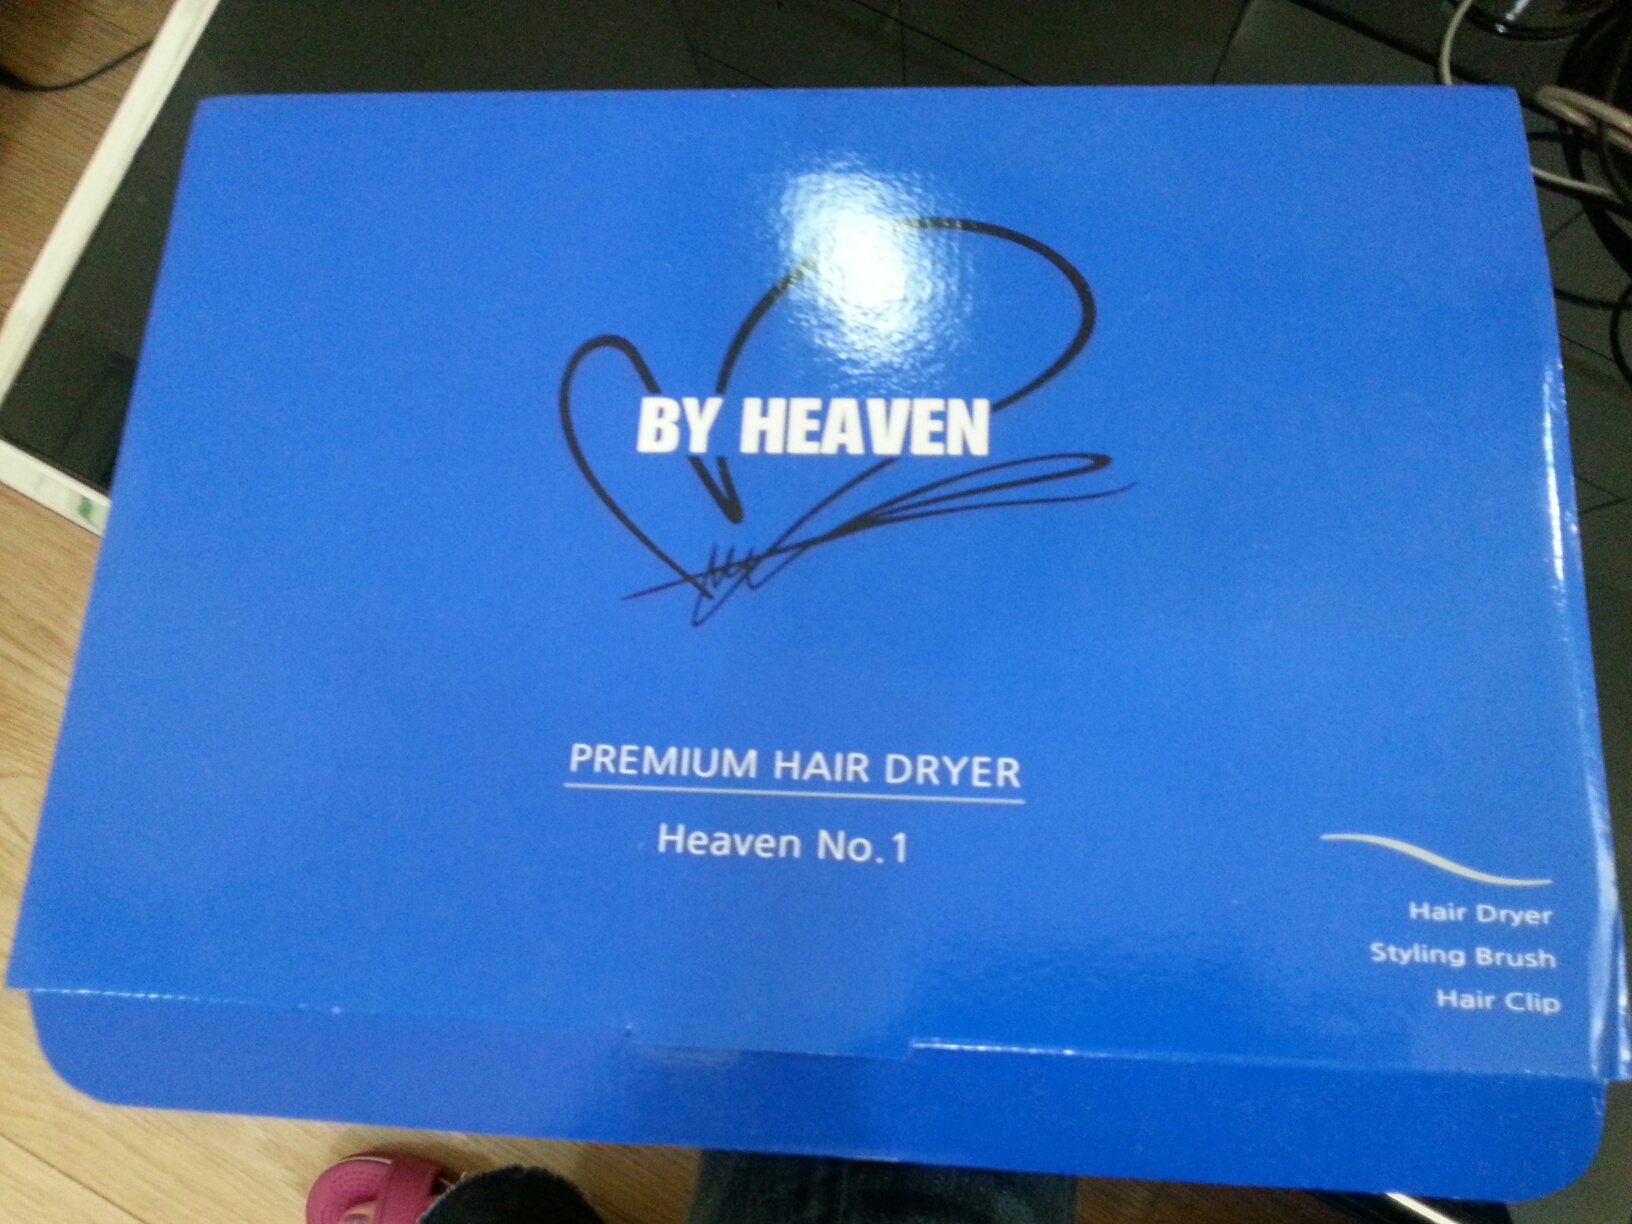 BY HEAVEN
PREMIUM HAIR DRYER
Heaven No.1
Hair Dryer
Styling Brush
Hair Clip